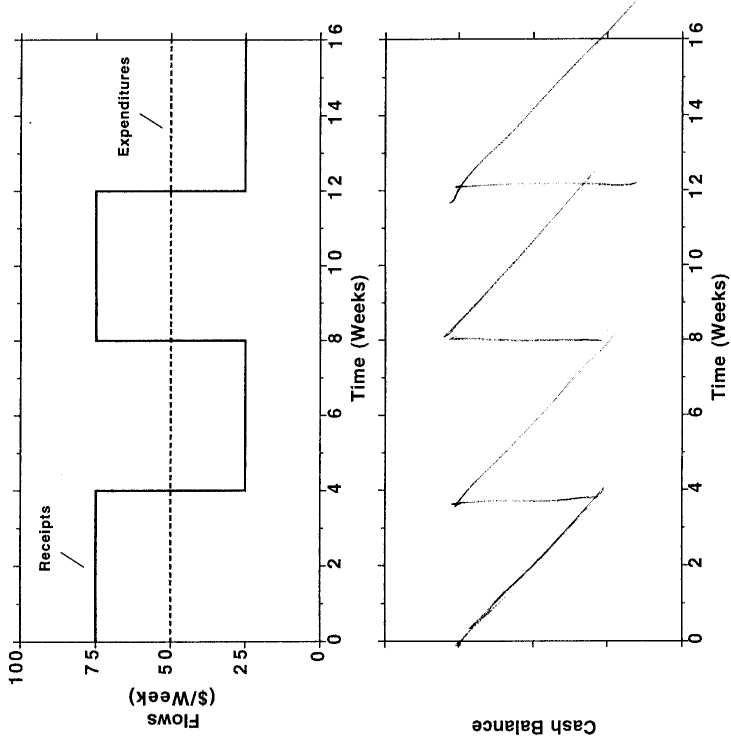 100
75
50
25
0
Flows
($/Week)
Receipts
Expenditures
0 2 4 6 8 10 12 14 16
Time (Weeks)
Cash Balance
0 2 4 6 8 10 12 14 16
Time (Weeks)